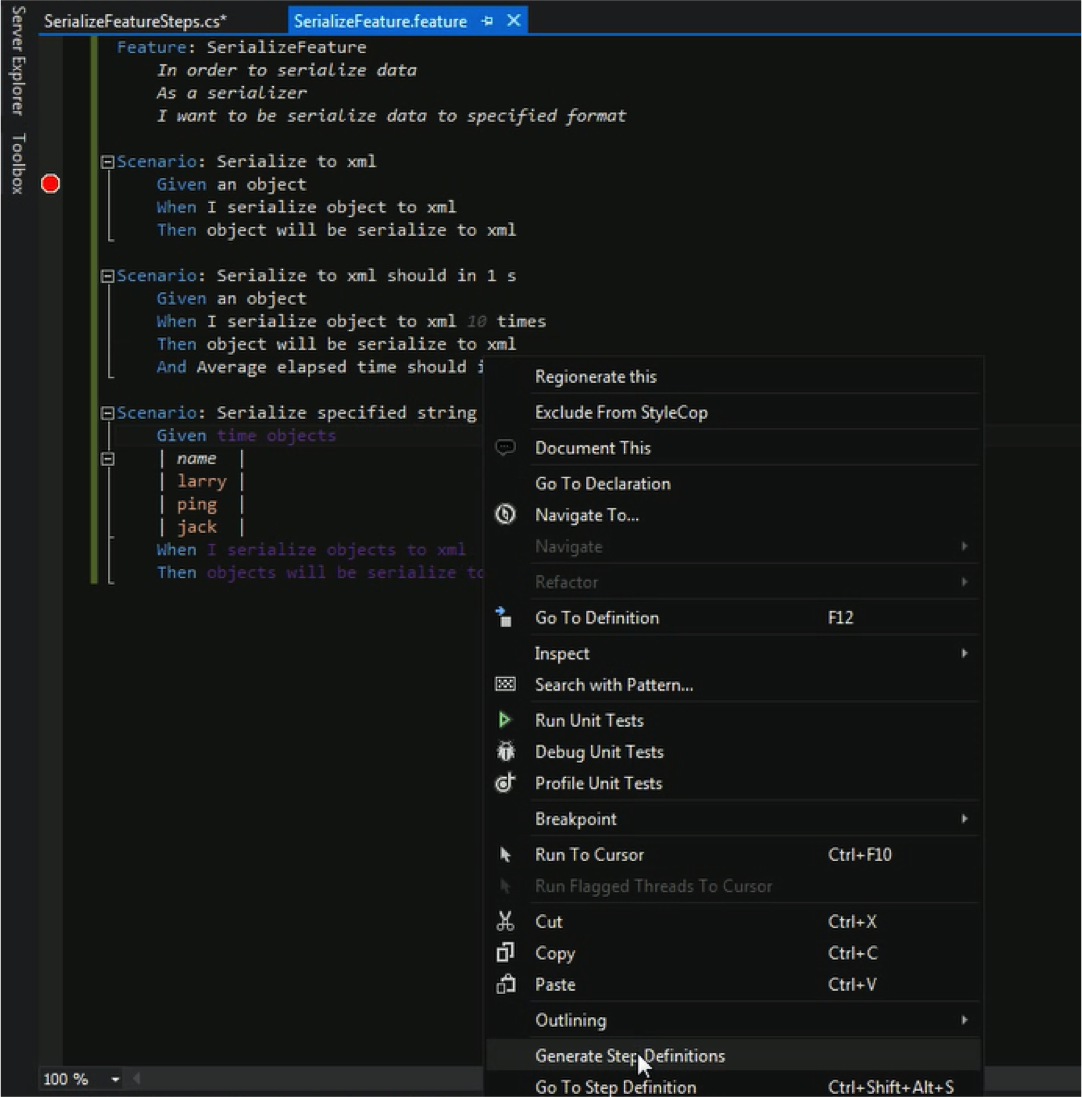 Server Explorer
Toolbox
SerializeFeatureSteps.cs*
SerializeFeature.feature
Feature: SerializeFeature
In order to serialize data
As a serializer
I want to be serialize data to specified format
Scenario: Serialize to xml
Given an object
When I serialize object to xml
Then object will be serialize to xml
Scenario: Serialize to xml should in 1 s
Given an object
When I serialize object to xml 10 times
Then object will be serialize to xml
And Average elapsed time should
Scenario: Serialize specified string
Given time objects
| name |
| larry |
| ping |
| jack |
When I serialize objects to xml
Then objects will be serialize to
Regionerate this
Exclude From StyleCop
Document This
Go To Declaration
Navigate To...
Navigate
Refactor
Go To Definition F12
Inspect
Search with Pattern...
Run Unit Tests
Debug Unit Tests
Profile Unit Tests
Breakpoint
Run To Cursor Ctrl+F10
Run Flagged Threads To Cursor
Cut Ctrl+X
Copy Ctrl+C
Paste Ctrl+V
Outlining
Generate Step Definitions
Go To Step Definition Ctrl+Shift+Alt+S
100 %